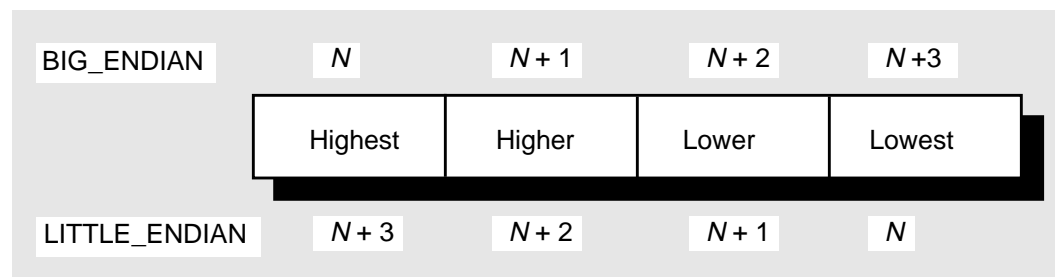 BIG_ENDIAN N N + 1 N + 2 N +3
Highest Higher Lower Lowest
LITTLE_ENDIAN N + 3 N + 2 N + 1 N